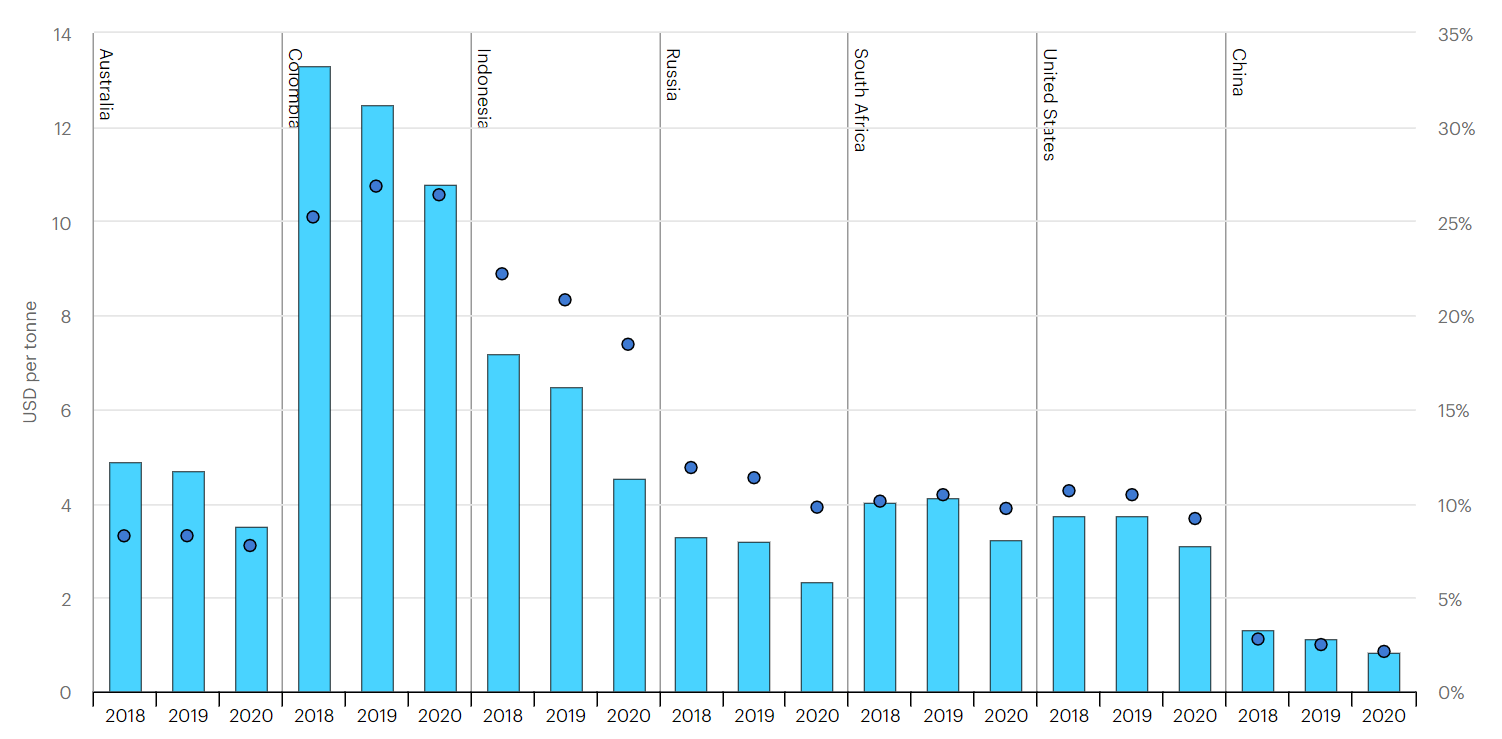 14
12
10
8
6
4
2
0
USD per tonne
35%
30%
25%
20%
15%
10%
5%
0%
Australia
Colombia
Indonesia
Russia
South Africa
United States
China
2018 2019 2020 2018 2019 2020 2018 2019 2020 2018 2019 2020 2018 2019 2020 2018 2019 2020 2018 2019 2020